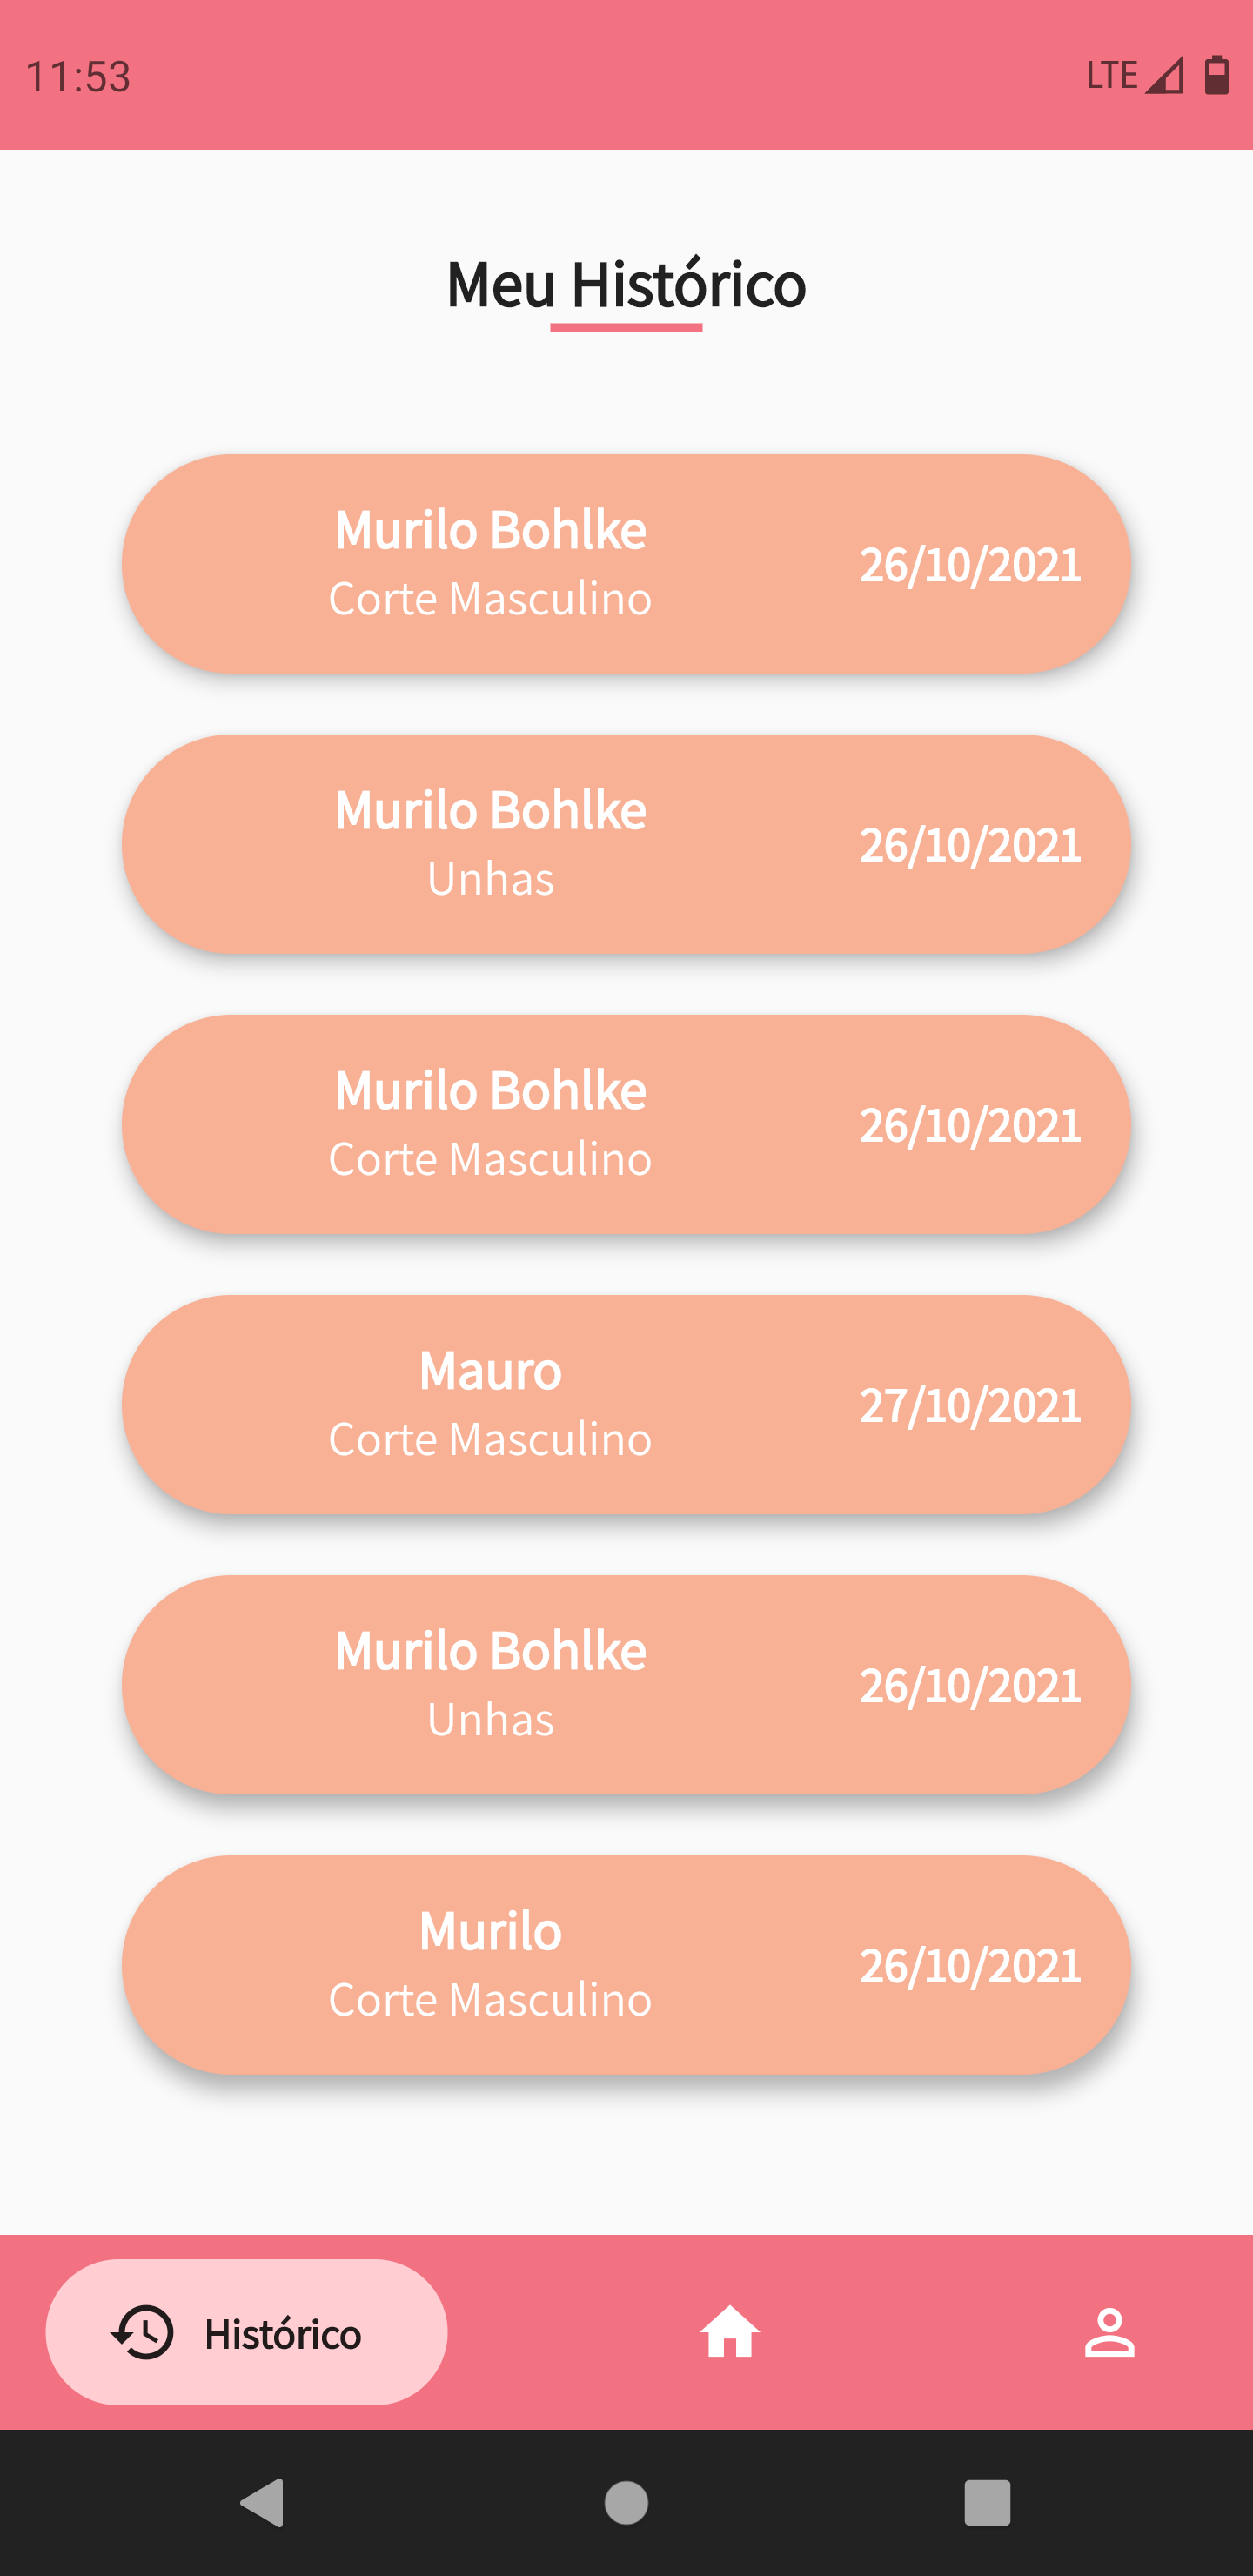 11:53
LTE
Meu Histórico
Murilo Bohlke
Corte Masculino
26/10/2021
Murilo Bohlke
Unhas
26/10/2021
Murilo Bohlke
Corte Masculino
26/10/2021
Mauro
Corte Masculino
27/10/2021
Murilo Bohlke
Unhas
26/10/2021
Murilo
Corte Masculino
26/10/2021
Histórico